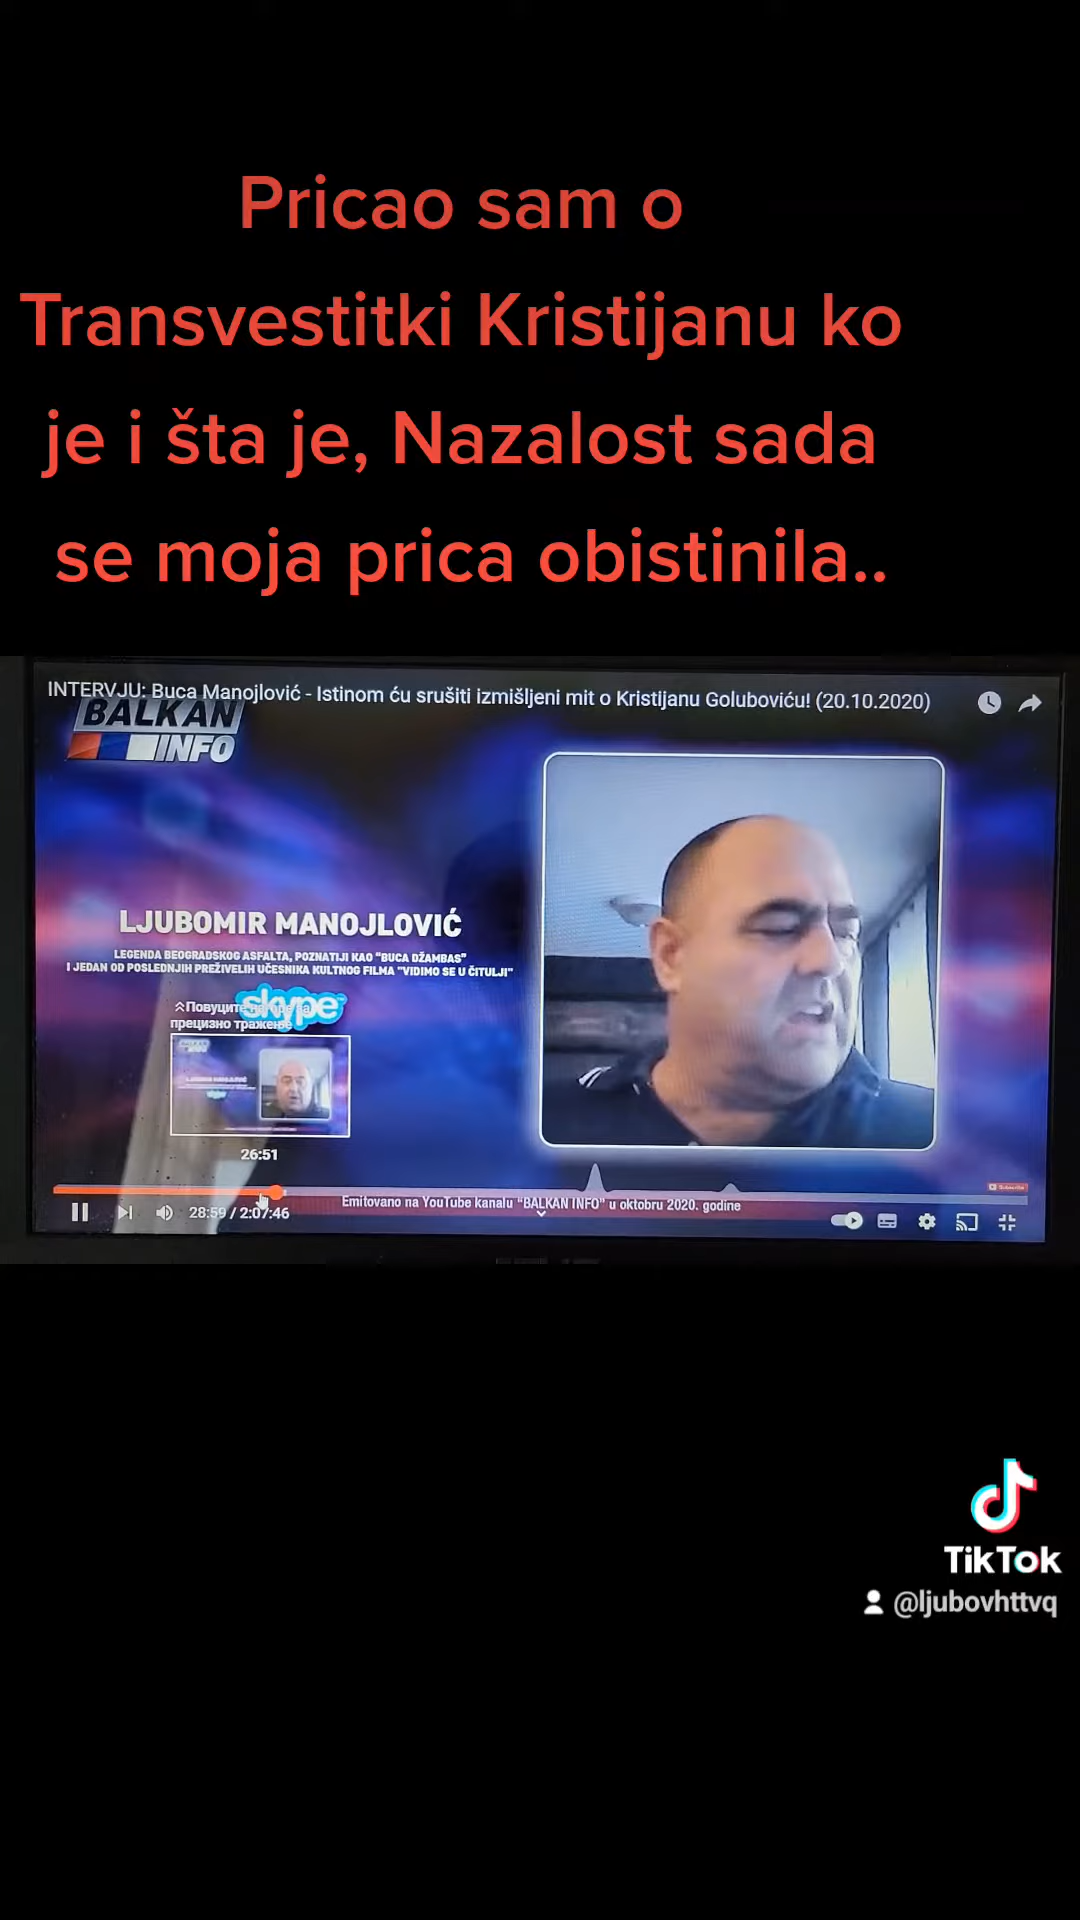 Pricao sam o
Transvestitki Kristijanu ko
je i šta je, Nazalost sada
se moja prica obistinila..
INTERVJU: Buca Manojlović - Istinom ću srušiti izmišljeni mit o Kristijanu Goluboviću! (20.10.2020)
BALKAN
INFO
LJUBOMIR MANOJLOVIĆ
LEGENDA BEOGRADSKOG ASFALTA, POZNATIJI KAO "BUCA DŽAMBAS"
I JEDAN OD POSLEDNJIH PREŽIVELIH UČESNIKA KULTNOG FILMA "VIDIMO SE U ČITULJI"
skype
Повуците
прецизно тражење
26:51
28:59 / 2:07:46
Emitovano na YouTube kanalu "BALKAN INFO" u oktobru 2020. godine
TikTok
@ljubovhttvq